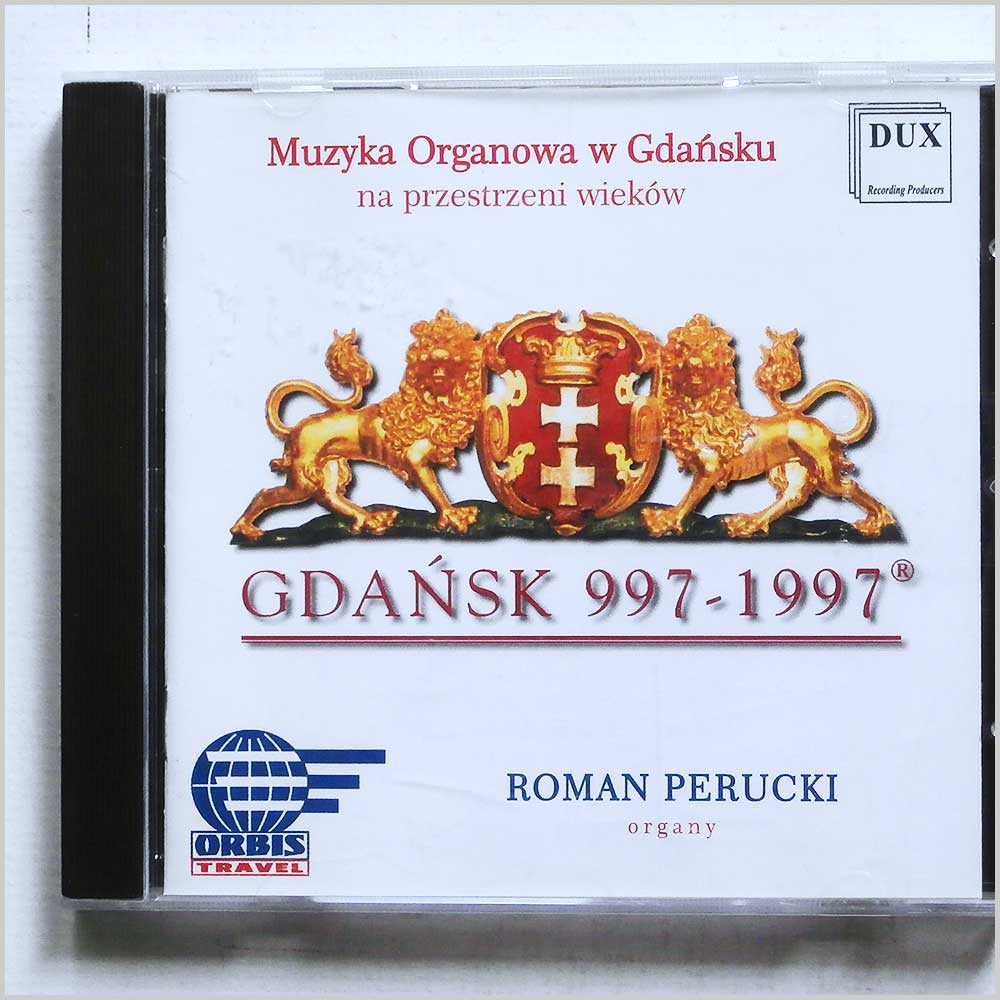 Muzyka Organowa w Gdańsku
na przestrzeni wieków
DUX
Recording Producers
GDAŃSK 997-1997®
ORBIS
TRAVEL
ROMAN PERUCKI
organy